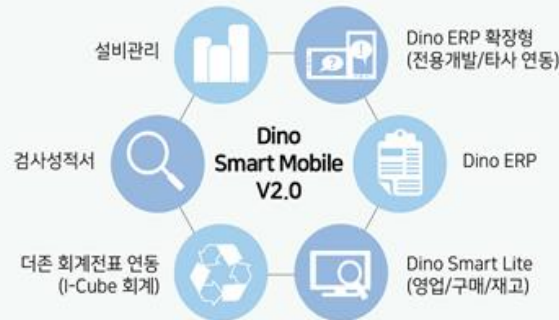 설비관리
Dino ERP 확장형
(전용개발/타사 연동)
검사성적서
Dino
Smart Mobile
V2.0
Dino ERP
더존 회계전표 연동
(I-Cube 회계)
Dino Smart Lite
(영업/구매/재고)